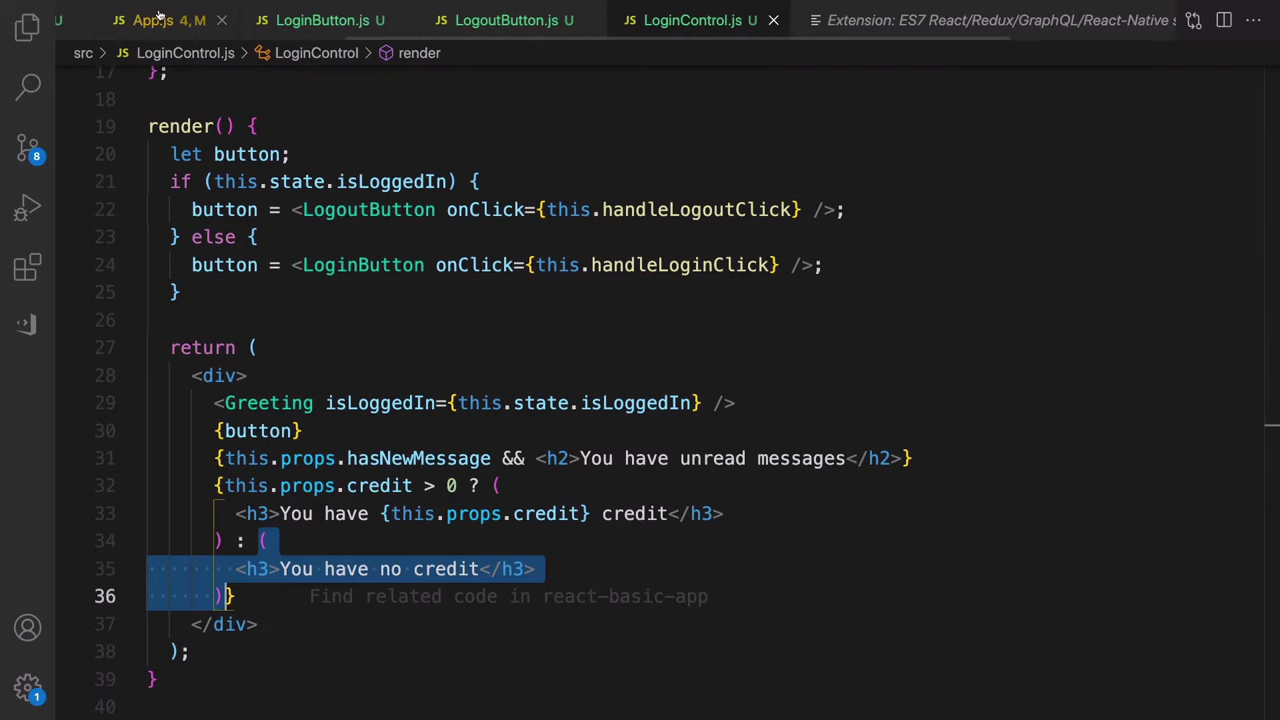 U JS App.js 4, M JS LoginButton.js U JS LogoutButton.js U JS LoginControl.js U Extension: ES7 React/Redux/GraphQL/React-Native s
src JS LoginControl.js LoginControl render
17 };
18
19 render() {
20 let button;
21 if (this.state.isLoggedIn) {
22 button = <LogoutButton onClick={this.handleLogoutClick} />;
23 } else {
24 button = <LoginButton onClick={this.handleLoginClick} />;
25 }
26
27 return (
28 <div>
29 <Greeting isLoggedIn={this.state.isLoggedIn} />
30 {button}
31 {this.props.hasNewMessage && <h2>You have unread messages</h2>}
32 {this.props.credit > 0 ? (
33 <h3>You have {this.props.credit} credit</h3>
34 ) : (
35 <h3>You have no credit</h3>
36 )} Find related code in react-basic-app
37 </div>
38 );
39 }
40
8
1